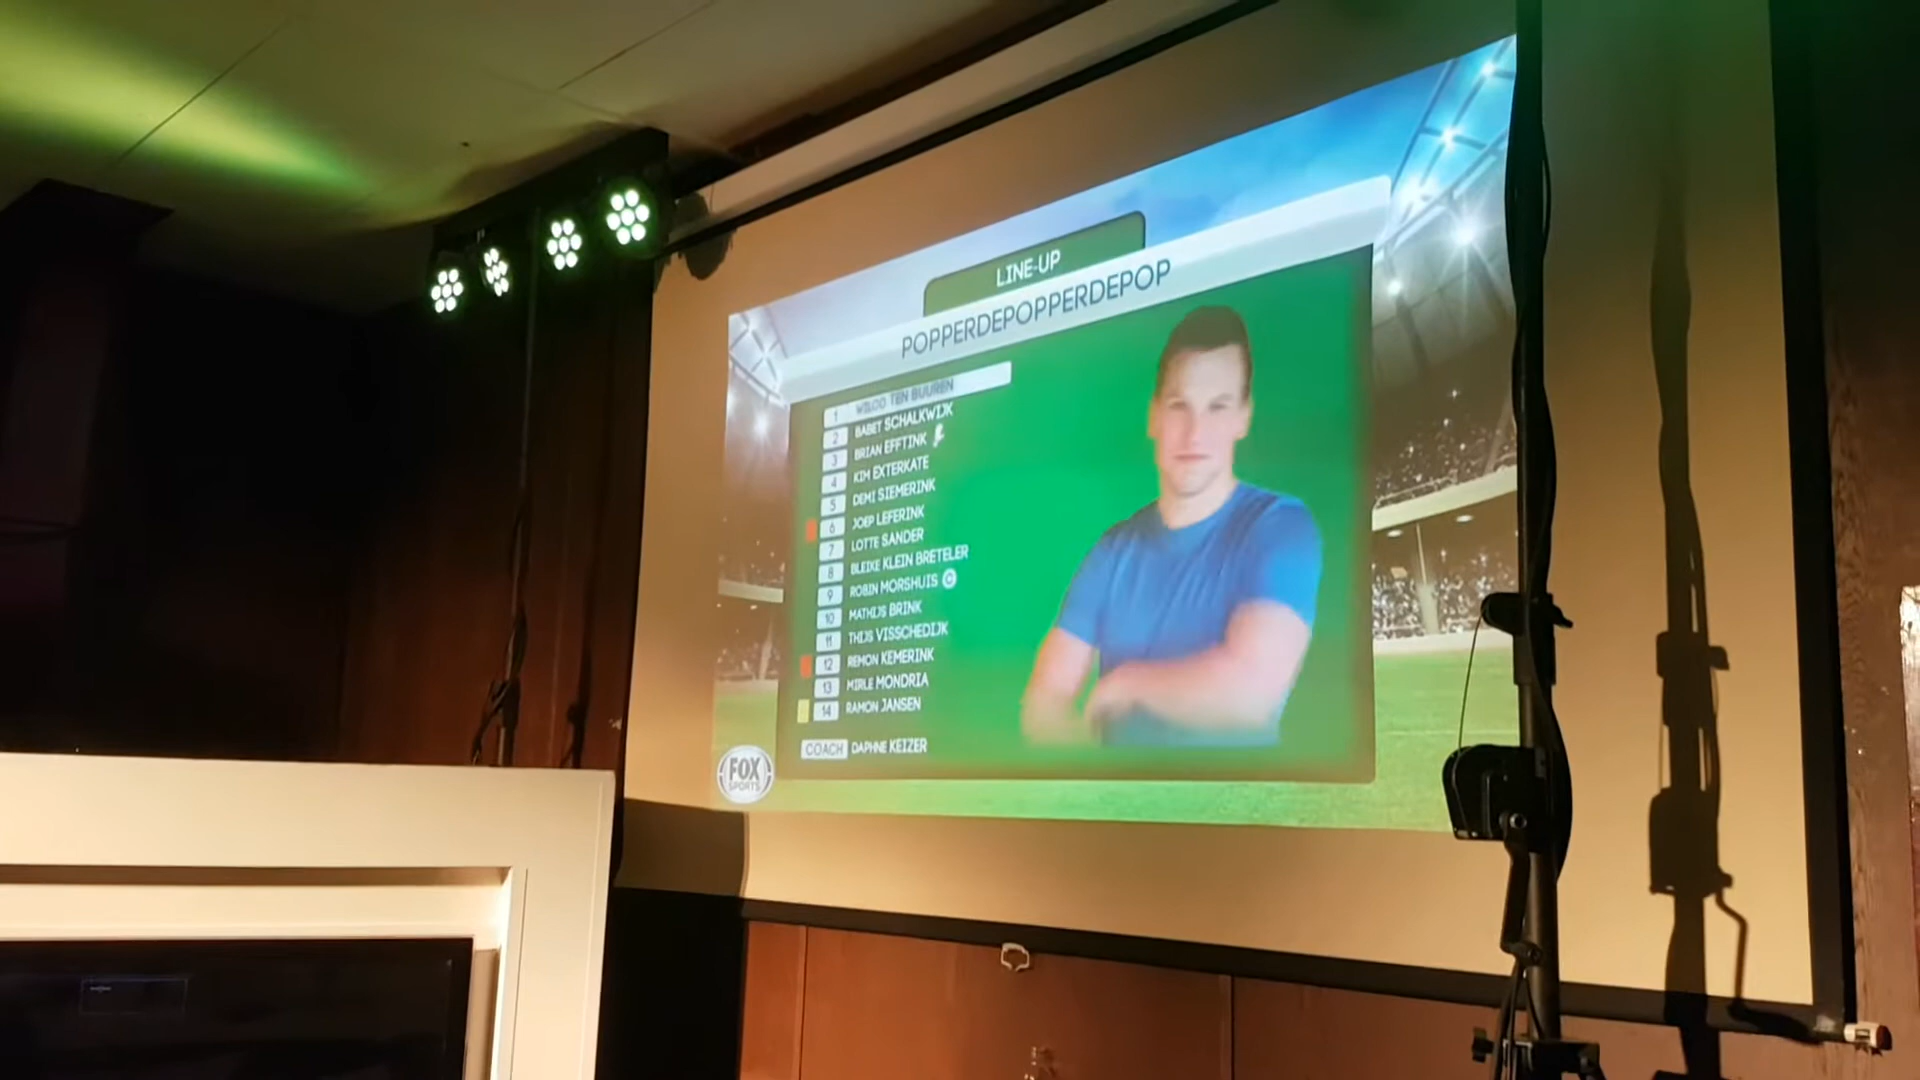 LINE-UP
POPPERDEPOPPERDEPOP
1 WILCO TEN BUUREN
2 BABET SCHALKWIJK
3 BRIAN EFFTINK
4 KIM EXTERKATE
5 DEMI SIEMERINK
6 JOEP LEFERINK
7 LOTTE SANDER
8 BLEIKE KLEIN BRETELER
9 ROBIN MORSHUIS C
10 MATHIJS BRINK
11 THIJS VISSCHEDIJK
12 REMON KEMERINK
13 MIRLE MONDRIA
14 RAMON JANSEN
COACH DAPHNE KEIZER
FOX
SPORTS